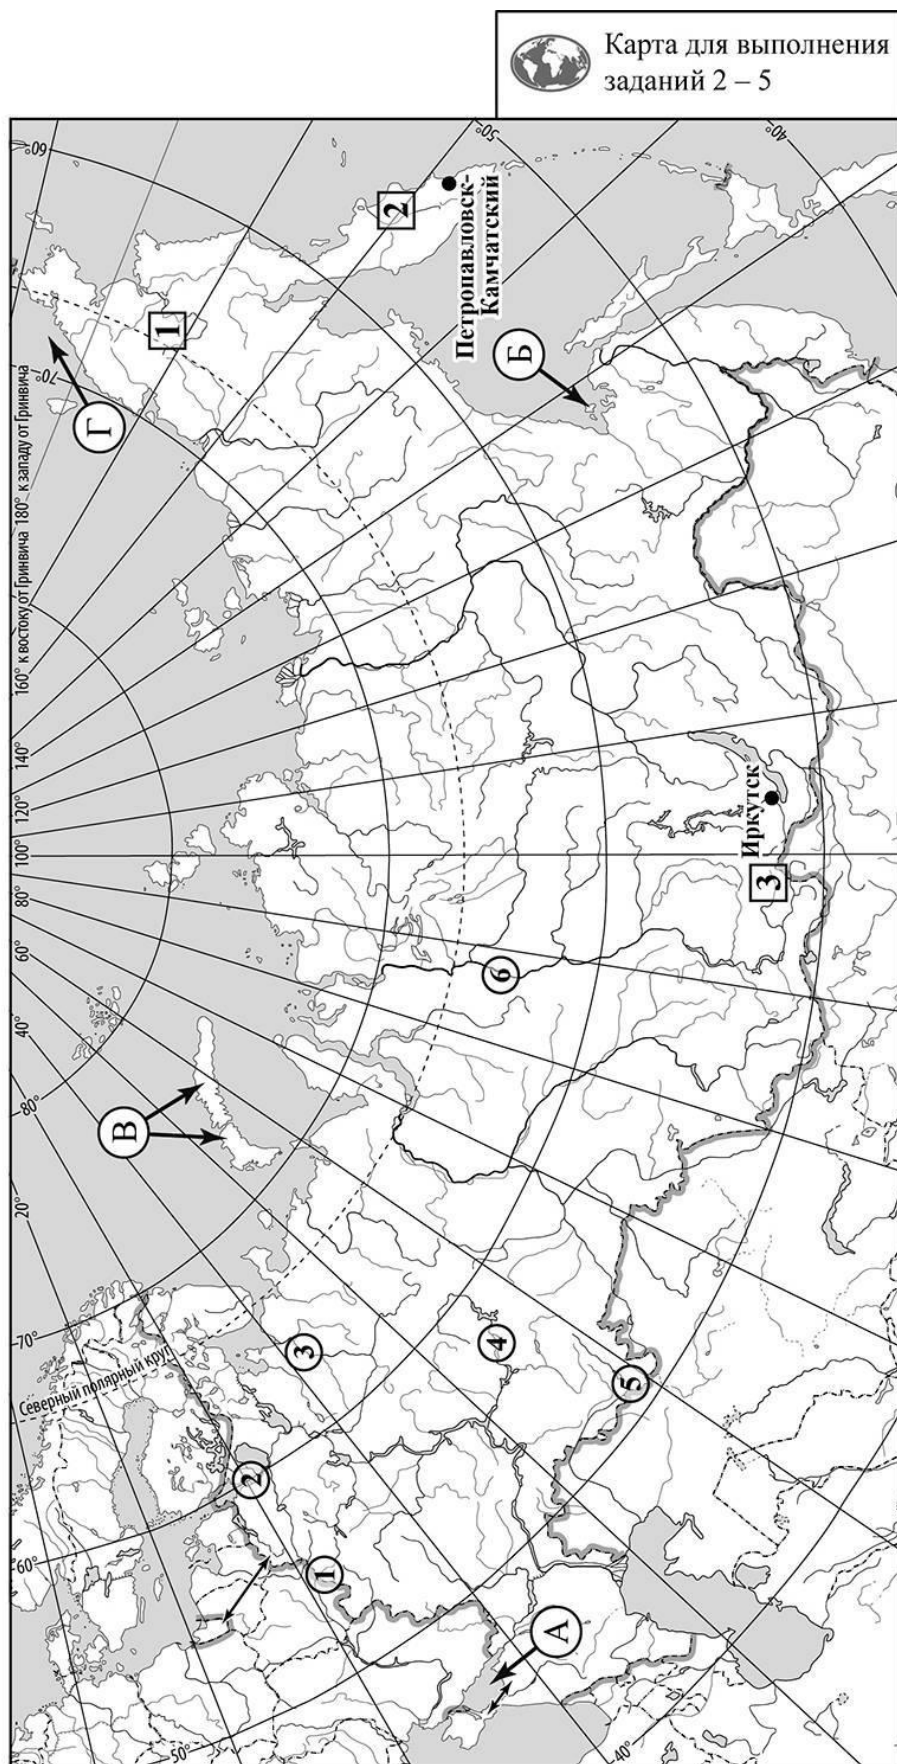 Карта для выполнения
заданий 2 – 5
60°
50°
40°
70°
160° к востоку от Гринвича 180° к западу от Гринвича
140°
120°
100°
80°
60°
40°
20°
80°
70°
60°
50°
40°
Северный полярный круг
1
2
Петропавловск-
Камчатский
Б
Г
Иркутск
3
В
6
3
4
5
2
1
А